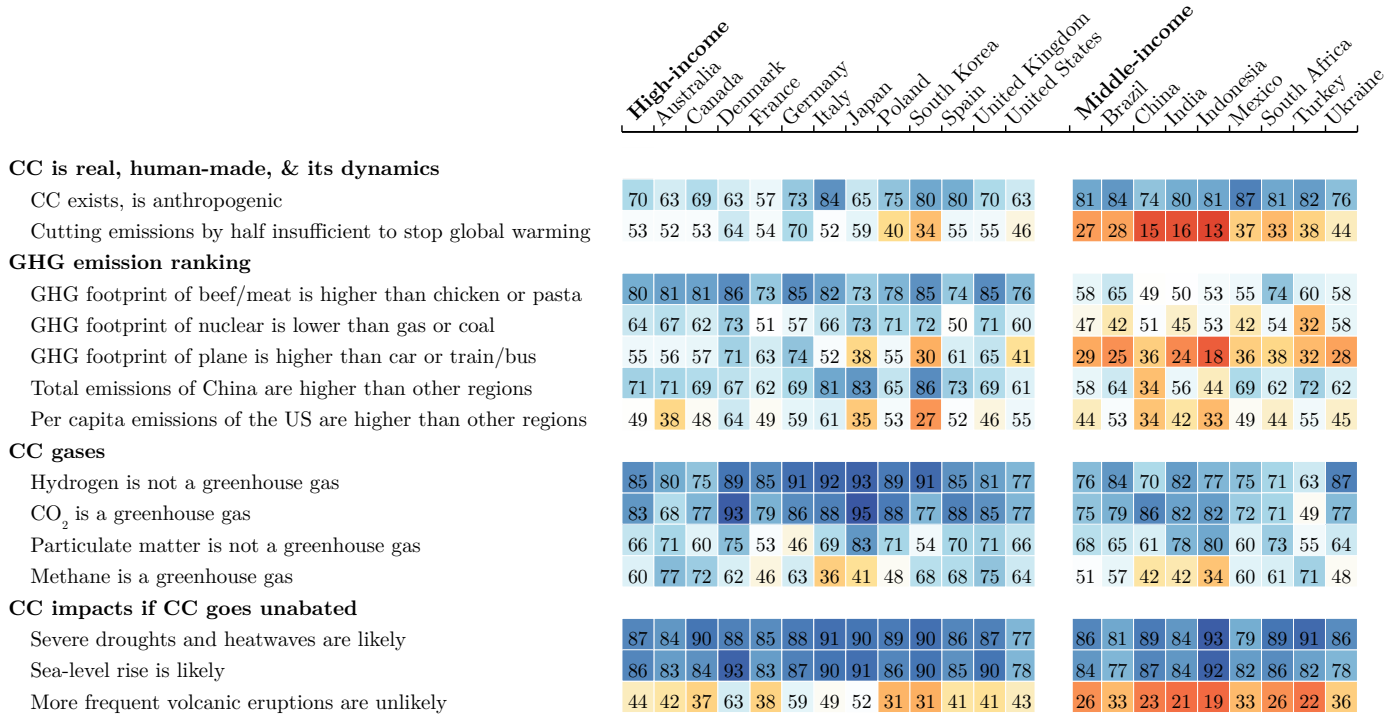 High-income Australia Canada Denmark France Germany Italy Japan Poland South Korea Spain United Kingdom United States Middle-income Brazil China India Indonesia Mexico South Africa Turkey Ukraine
CC is real, human-made, & its dynamics
CC exists, is anthropogenic 70 63 69 63 57 73 84 65 75 80 80 70 63 81 84 74 80 81 87 81 82 76
Cutting emissions by half insufficient to stop global warming 53 52 53 64 54 70 52 59 40 34 55 55 46 27 28 15 16 13 37 33 38 44
GHG emission ranking
GHG footprint of beef/meat is higher than chicken or pasta 80 81 81 86 73 85 82 73 78 85 74 85 76 58 65 49 50 53 55 74 60 58
GHG footprint of nuclear is lower than gas or coal 64 67 62 73 51 57 66 73 71 72 50 71 60 47 42 51 45 53 42 54 32 58
GHG footprint of plane is higher than car or train/bus 55 56 57 71 63 74 52 38 55 30 61 65 41 29 25 36 24 18 36 38 32 28
Total emissions of China are higher than other regions 71 71 69 67 62 69 81 83 65 86 73 69 61 58 64 34 56 44 69 62 72 62
Per capita emissions of the US are higher than other regions 49 38 48 64 49 59 61 35 53 27 52 46 55 44 53 34 42 33 49 44 55 45
CC gases
Hydrogen is not a greenhouse gas 85 80 75 89 85 91 92 93 89 91 85 81 77 76 84 70 82 77 75 71 63 87
CO₂ is a greenhouse gas 83 68 77 93 79 86 88 95 88 77 88 85 77 75 79 86 82 82 72 71 49 77
Particulate matter is not a greenhouse gas 66 71 60 75 53 46 69 83 71 54 70 71 66 68 65 61 78 80 60 73 55 64
Methane is a greenhouse gas 60 77 72 62 46 63 36 41 48 68 68 75 64 51 57 42 42 34 60 61 71 48
CC impacts if CC goes unabated
Severe droughts and heatwaves are likely 87 84 90 88 85 88 91 90 89 90 86 87 77 86 81 89 84 93 79 89 91 86
Sea-level rise is likely 86 83 84 93 83 87 90 91 86 90 85 90 78 84 77 87 84 92 82 86 82 78
More frequent volcanic eruptions are unlikely 44 42 37 63 38 59 49 52 31 31 41 41 43 26 33 23 21 19 33 26 22 36